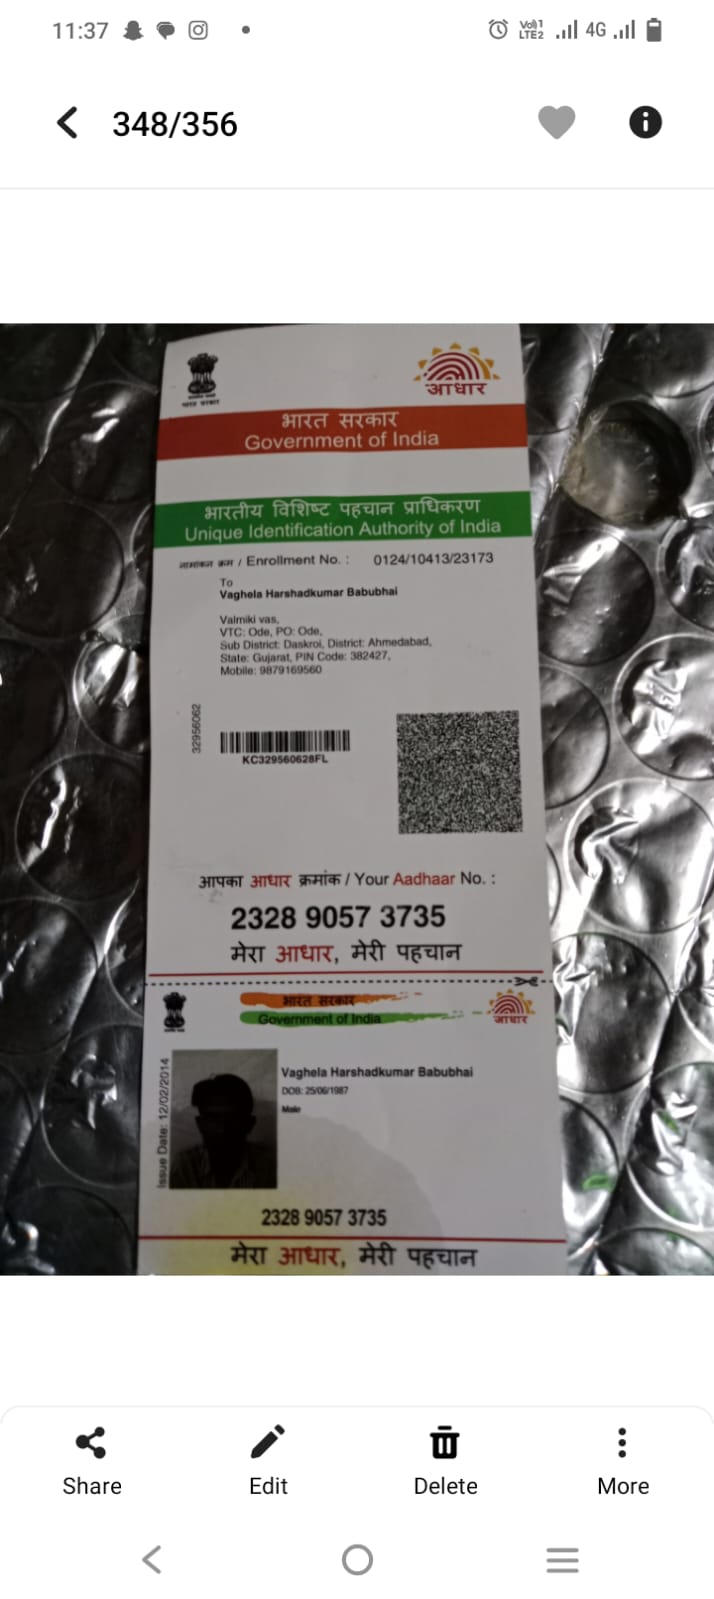 11:37
Vo)) 1
LTE2
4G
348/356
भारत सरकार
आधार
भारत सरकार
Government of India
भारतीय विशिष्ट पहचान प्राधिकरण
Unique Identification Authority of India
नामांकन क्रम / Enrollment No. : 0124/10413/23173
To
Vaghela Harshadkumar Babubhai
Valmiki vas,
VTC: Ode, PO: Ode,
Sub District: Daskroi, District: Ahmedabad,
State: Gujarat, PIN Code: 382427,
Mobile: 9879169560
32956062
KC329560628FL
आपका आधार क्रमांक / Your Aadhaar No. :
2328 9057 3735
मेरा आधार, मेरी पहचान
भारत सरकार
Government of India
आधार
Issue Date: 12/02/2014
Vaghela Harshadkumar Babubhai
DOB: 25/06/1987
Male
2328 9057 3735
मेरा आधार, मेरी पहचान
Share
Edit
Delete
More